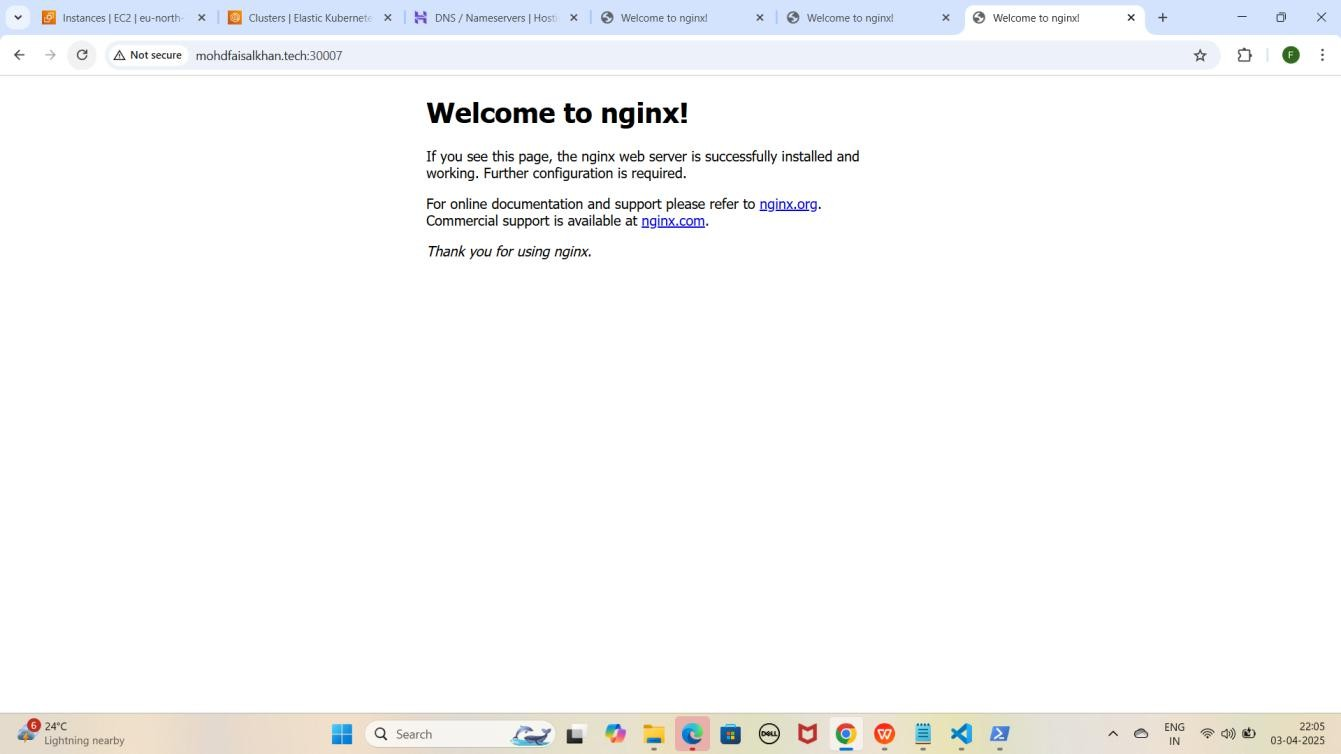 Instances | EC2 | eu-north-
Clusters | Elastic Kubernete
DNS / Nameservers | Hosti
Welcome to nginx!
Welcome to nginx!
Welcome to nginx!
Not secure
mohdfaisalkhan.tech:30007
F
Welcome to nginx!
If you see this page, the nginx web server is successfully installed and
working. Further configuration is required.
For online documentation and support please refer to nginx.org.
Commercial support is available at nginx.com.
Thank you for using nginx.
6
24°C
Lightning nearby
Search
DELL
W
ENG
IN
22:05
03-04-2025